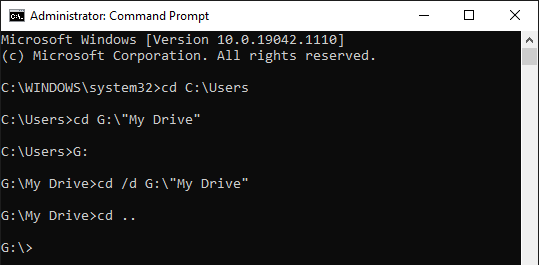 Administrator: Command Prompt
Microsoft Windows [Version 10.0.19042.1110]
(c) Microsoft Corporation. All rights reserved.
C:\WINDOWS\system32>cd C:\Users
C:\Users>cd G:\"My Drive"
C:\Users>G:
G:\My Drive>cd /d G:\"My Drive"
G:\My Drive>cd ..
G:\>